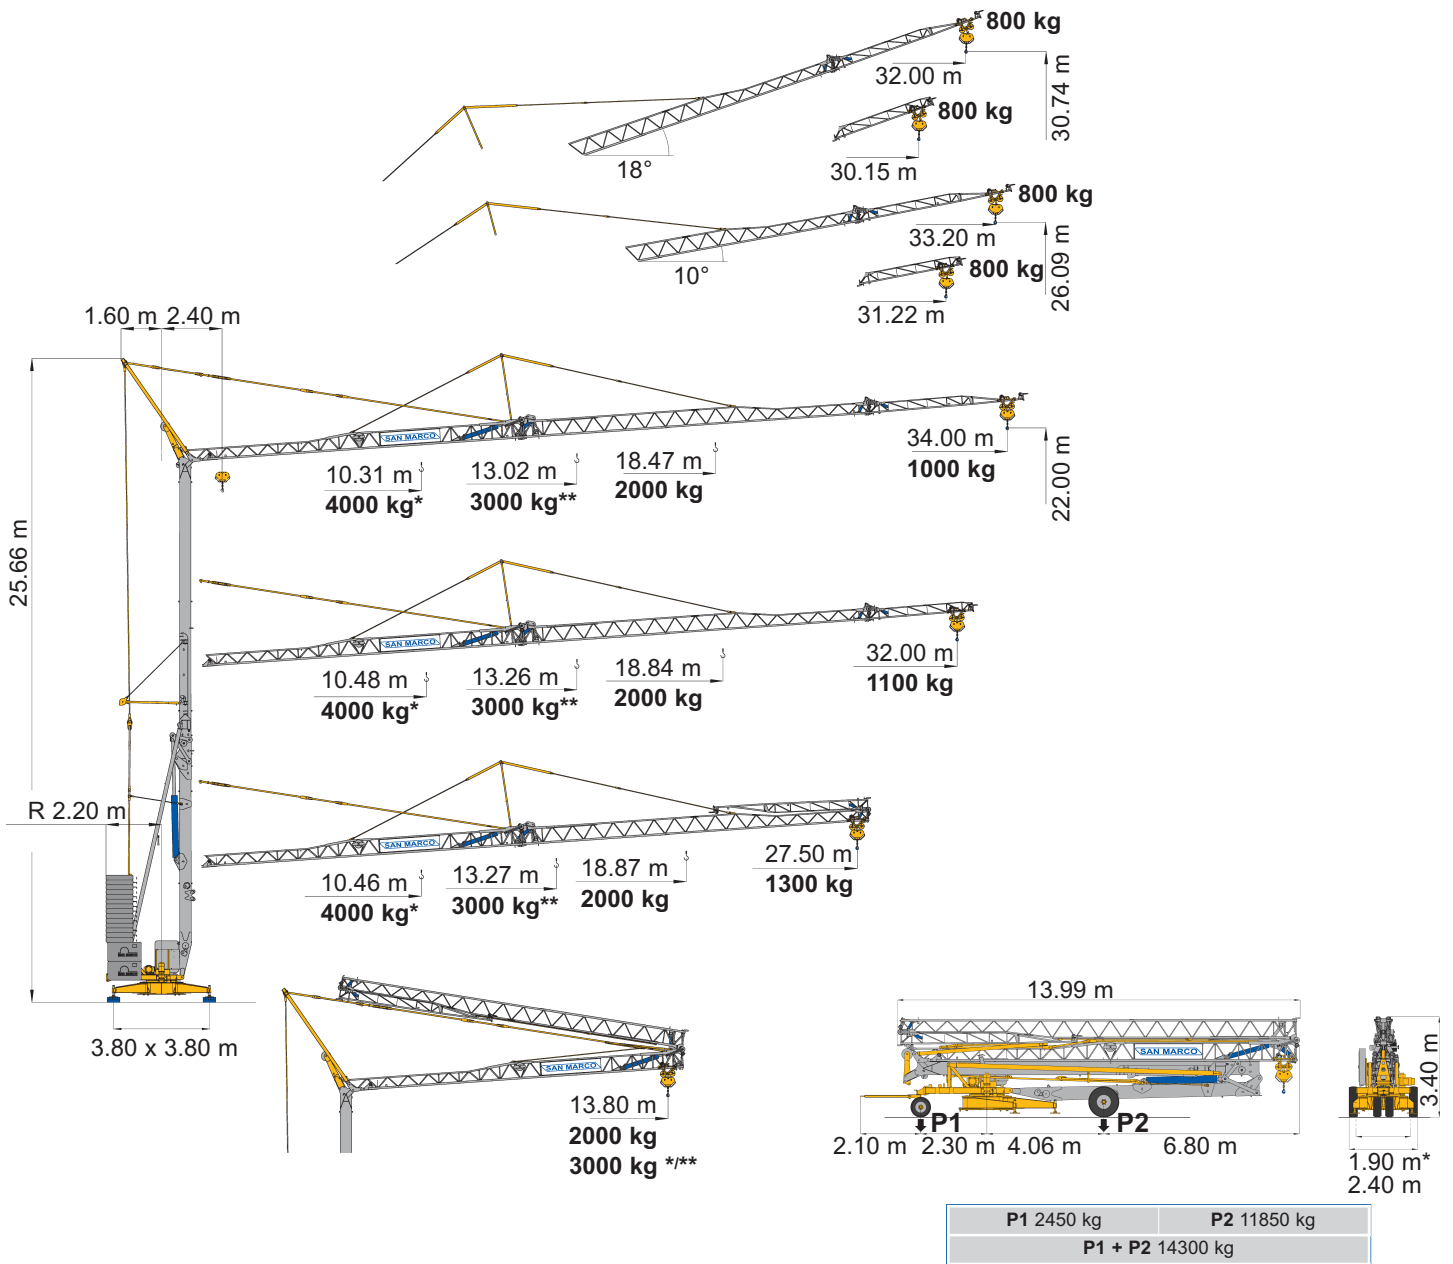 800 kg
32.00 m
30.74 m
800 kg
30.15 m
18°
800 kg
33.20 m
26.09 m
10°
800 kg
31.22 m
1.60 m 2.40 m
25.66 m
SAN MARCO
10.31 m
4000 kg*
13.02 m
3000 kg**
18.47 m
2000 kg
34.00 m
1000 kg
22.00 m
SAN MARCO
10.48 m
4000 kg*
13.26 m
3000 kg**
18.84 m
2000 kg
32.00 m
1100 kg
R 2.20 m
SAN MARCO
10.46 m
4000 kg*
13.27 m
3000 kg**
18.87 m
2000 kg
27.50 m
1300 kg
3.80 x 3.80 m
SAN MARCO
13.80 m
2000 kg
3000 kg */**
13.99 m
SAN MARCO
3.40 m
P1
P2
2.10 m 2.30 m 4.06 m 6.80 m
1.90 m*
2.40 m
P1 2450 kg P2 11850 kg
P1 + P2 14300 kg